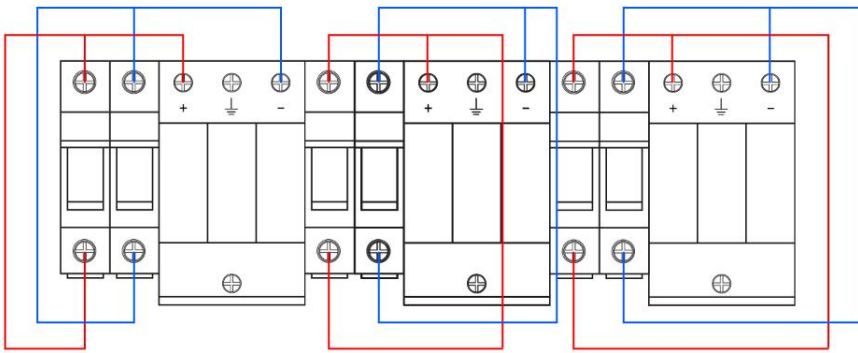 + ⏚ −
+ ⏚ −
+ ⏚ −